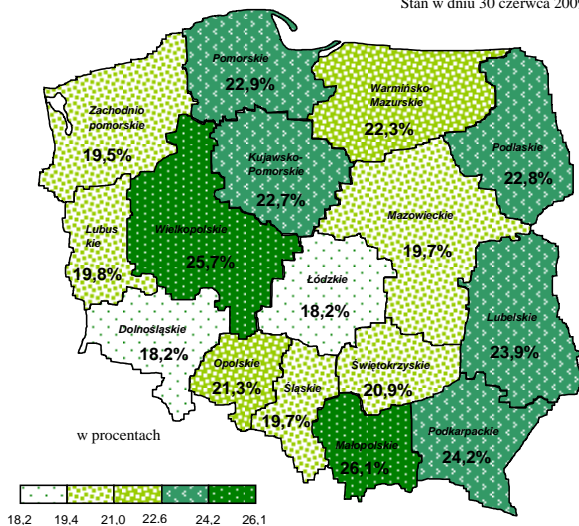 Stan w dniu 30 czerwca 2009
Pomorskie
22,9%
Warmińsko-
Mazurskie
22,3%
Zachodnio
pomorskie
19,5%
Podlaskie
22,8%
Kujawsko-
Pomorskie
22,7%
Mazowieckie
19,7%
Lubus
kie
19,8%
Wielkopolskie
25,7%
Łódzkie
18,2%
Lubelskie
23,9%
Dolnośląskie
18,2%
Opolskie
21,3%
Śląskie
19,7%
Świętokrzyskie
20,9%
Małopolskie
26,1%
Podkarpackie
24,2%
w procentach
18,2 19,4 21,0 22.6 24,2 26,1